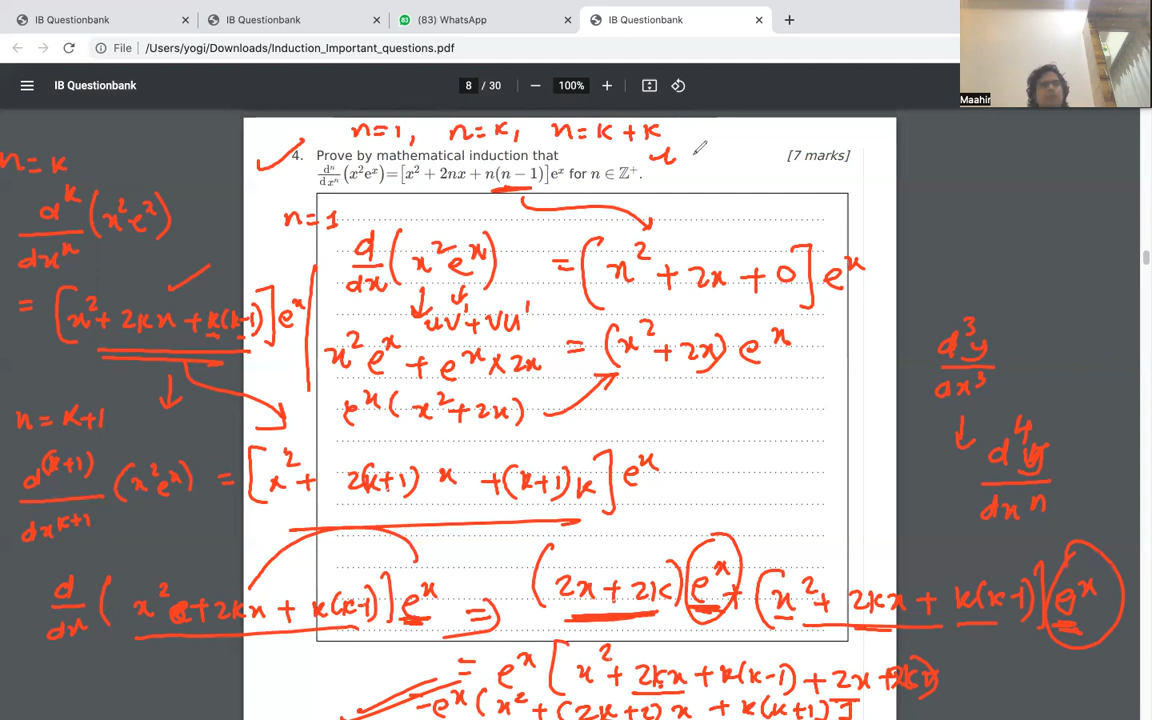 IB Questionbank
IB Questionbank
(83) WhatsApp
IB Questionbank
File /Users/yogi/Downloads/Induction_Important_questions.pdf
Maahir
IB Questionbank
8 / 30
100%
n=1, n=k, n=k+k
4. Prove by mathematical induction that
[7 marks]
dⁿ/dxⁿ (x²eˣ)=[x² + 2nx + n(n − 1)]eˣ for n ∈ ℤ⁺.
n=k
dᵏ/dxᵏ (x²eˣ)
= [x² + 2kx + k(k-1)]eˣ
n=1
d/dx (x²eˣ) = [x² + 2x + 0]eˣ
uv' + vu'
x²eˣ + eˣ × 2x = (x² + 2x) eˣ
eˣ(x² + 2x)
n = k+1
d⁽ᵏ⁺¹⁾/dxᵏ⁺¹ (x²eˣ) = [x² + 2(k+1) x + (k+1)k] eˣ
d/dx (x² + 2kx + k(k-1)] eˣ => (2x + 2k) eˣ + (x² + 2kx + k(k-1)] eˣ
= eˣ [x² + 2kx + k(k-1) + 2x
= eˣ (x² + (2k+2) x + k(k+1)]
d³y/dx³
↓